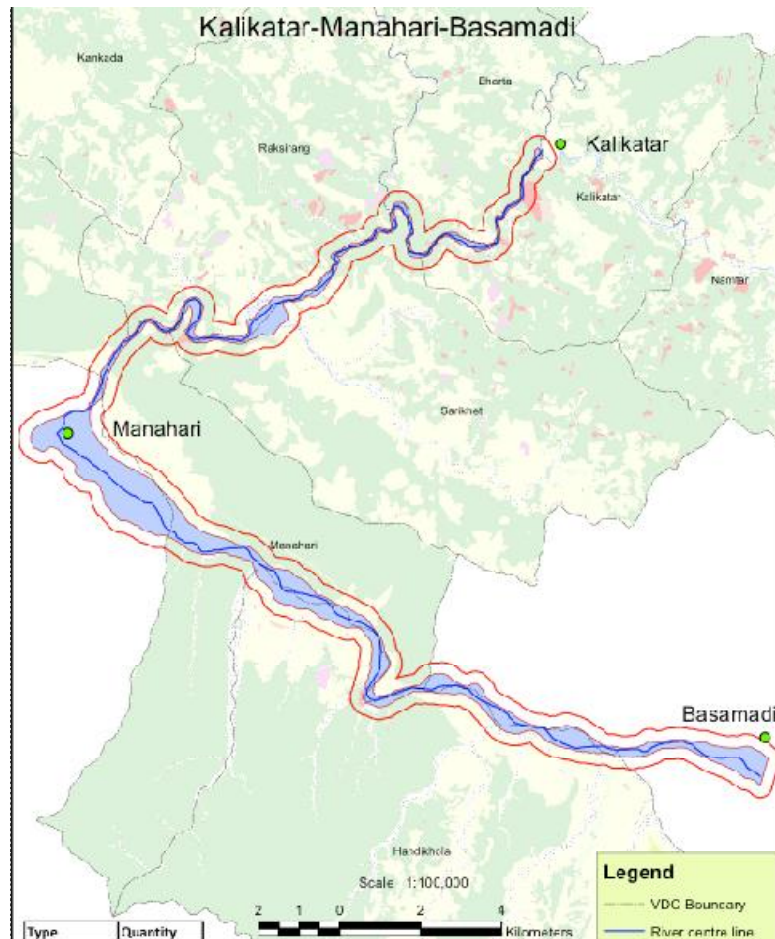 Kalikatar-Manahari-Basamadi
Kankada
Bharta
Raksirang
Kalikatar
Kalikatar
Namtar
Manahari
Manahari
Basamadi
Handikhola
Scale 1:100,000
2 1 0 2 4
Kilometers
Legend
VDC Boundary
River centre line
Type Quantity